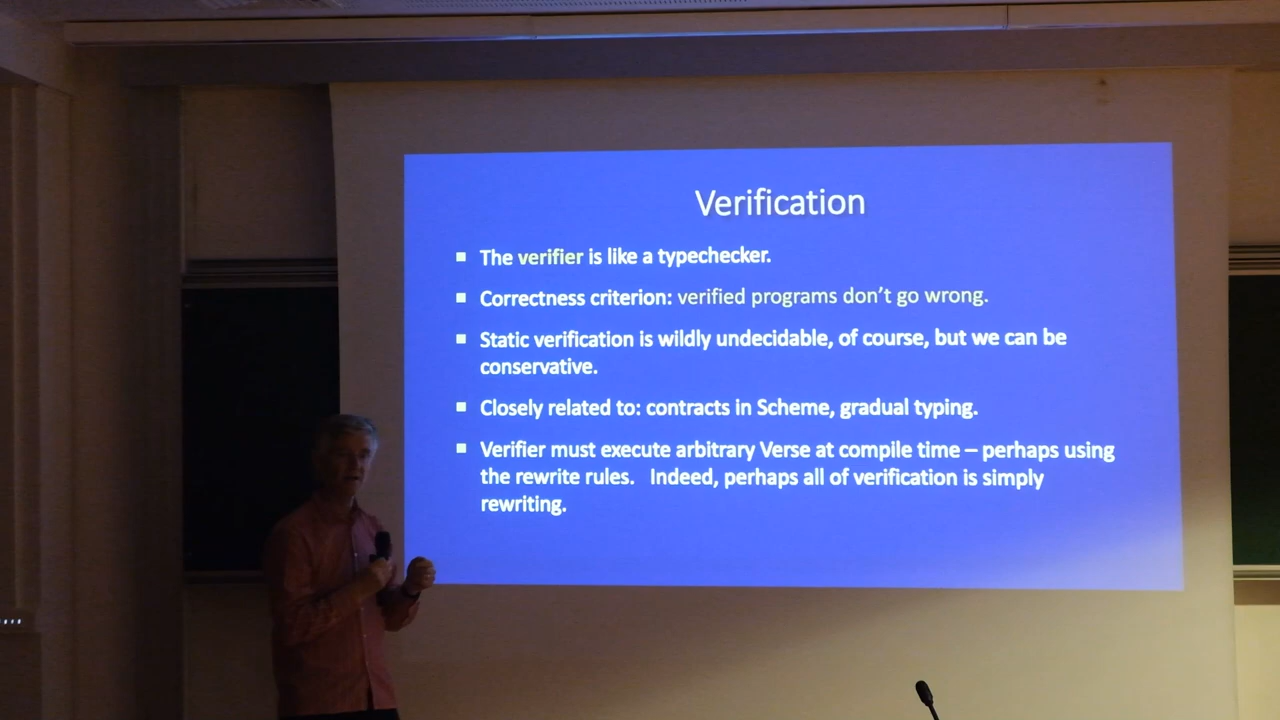 Verification
▪ The verifier is like a typechecker.
▪ Correctness criterion: verified programs don’t go wrong.
▪ Static verification is wildly undecidable, of course, but we can be
conservative.
▪ Closely related to: contracts in Scheme, gradual typing.
▪ Verifier must execute arbitrary Verse at compile time – perhaps using
the rewrite rules.   Indeed, perhaps all of verification is simply
rewriting.